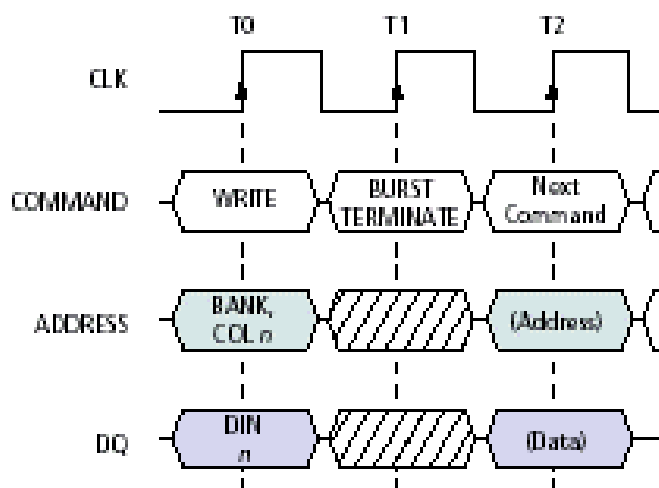 T0 T1 T2
CLK
COMMAND WRITE BURST TERMINATE Next Command
ADDRESS BANK, COL n (Address)
DQ DIN n (Data)